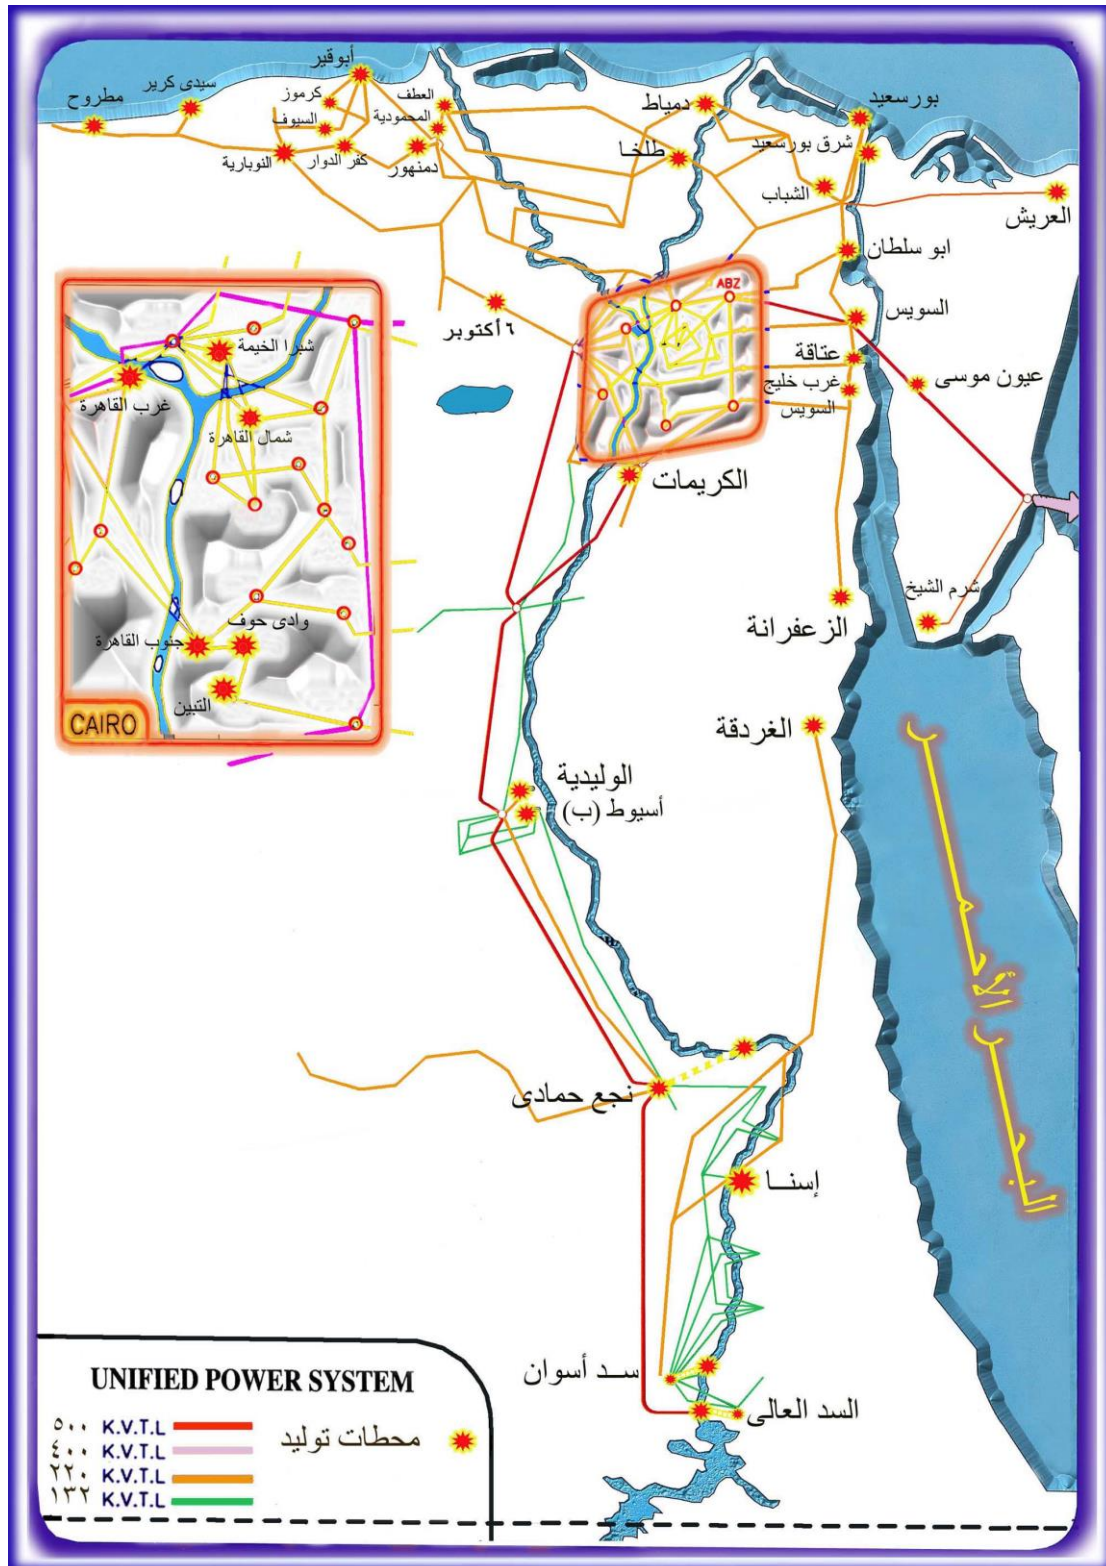 أبوقير
سيدى كرير
مطروح
كرموز
السيوف
النوبارية
كفر الدوار
العطف
المحمودية
دمنهور
دمياط
طلخا
بورسعيد
شرق بورسعيد
الشباب
العريش
ابو سلطان
ABZ
السويس
٦ أكتوبر
عتاقة
عيون موسى
غرب خليج
السويس
شبرا الخيمة
غرب القاهرة
شمال القاهرة
وادى حوف
جنوب القاهرة
التبين
CAIRO
الكريمات
شرم الشيخ
الزعفرانة
الغردقة
الوليدية
أسيوط (ب)
البحر الأحمر
نجع حمادى
إسنا
سد أسوان
السد العالى
UNIFIED POWER SYSTEM
٥٠٠ K.V.T.L
٤٠٠ K.V.T.L
٢٢٠ K.V.T.L
١٣٢ K.V.T.L
محطات توليد